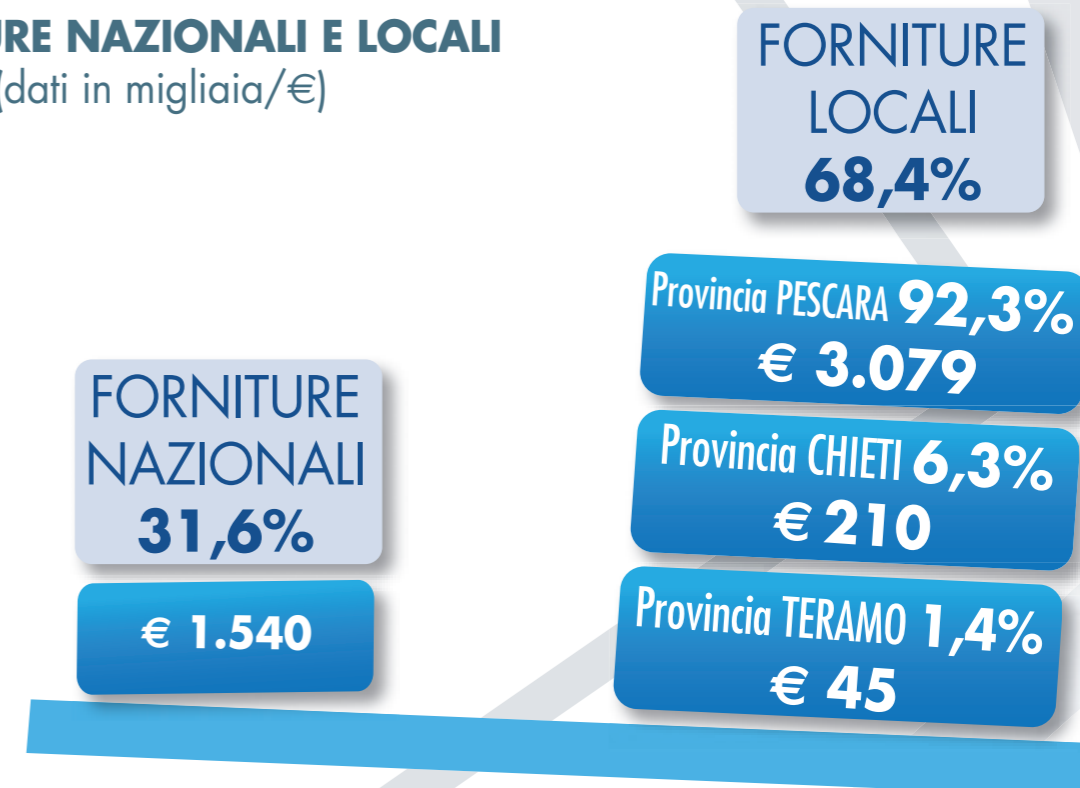 URE NAZIONALI E LOCALI
(dati in migliaia/€)
FORNITURE
LOCALI
68,4%
Provincia PESCARA 92,3%
€ 3.079
Provincia CHIETI 6,3%
€ 210
Provincia TERAMO 1,4%
€ 45
FORNITURE
NAZIONALI
31,6%
€ 1.540